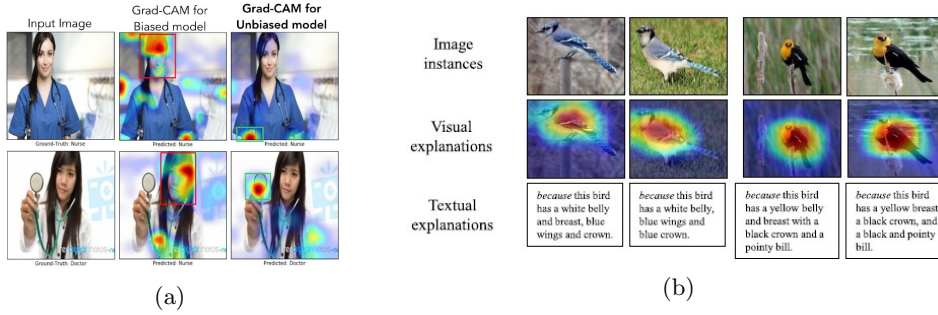 Input Image
Grad-CAM for
Biased model
Grad-CAM for
Unbiased model
Ground-Truth: Nurse
Predicted: Nurse
Predicted: Nurse
Ground-Truth: Doctor
Predicted: Nurse
Predicted: Doctor
(a)
Image
instances
Visual
explanations
Textual
explanations
because this bird
has a white belly
and breast, blue
wings and crown.
because this bird
has a white belly,
blue wings and
blue crown.
because this bird
has a yellow belly
and breast with a
black crown and a
pointy bill.
because this bird
has a yellow breast
a black crown, and
a black and pointy
bill.
(b)